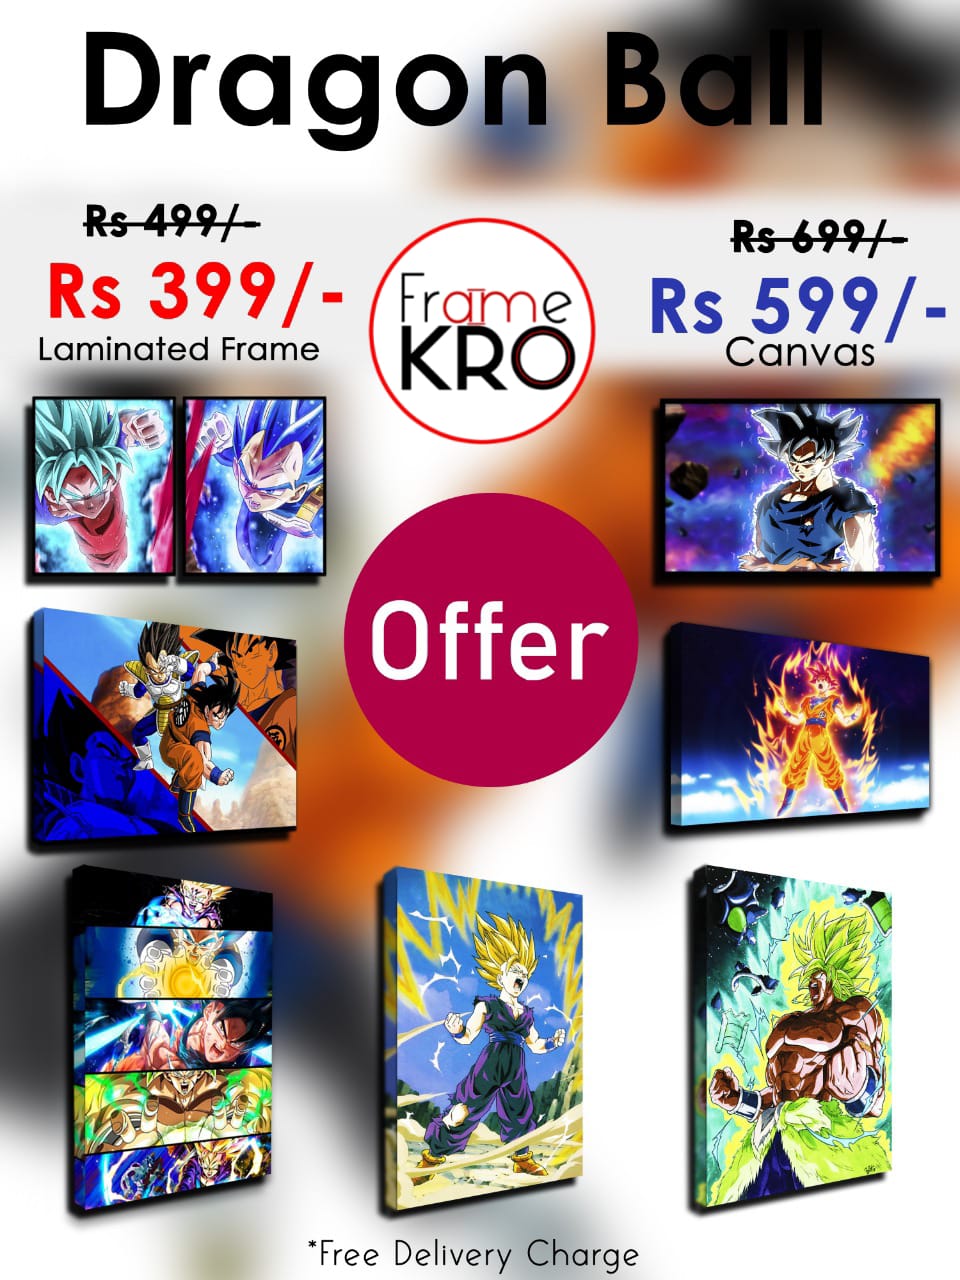 Dragon Ball
Rs 499/-
Rs 399/-
Laminated Frame
Frame
KRO
Rs 699/-
Rs 599/-
Canvas
Offer
*Free Delivery Charge